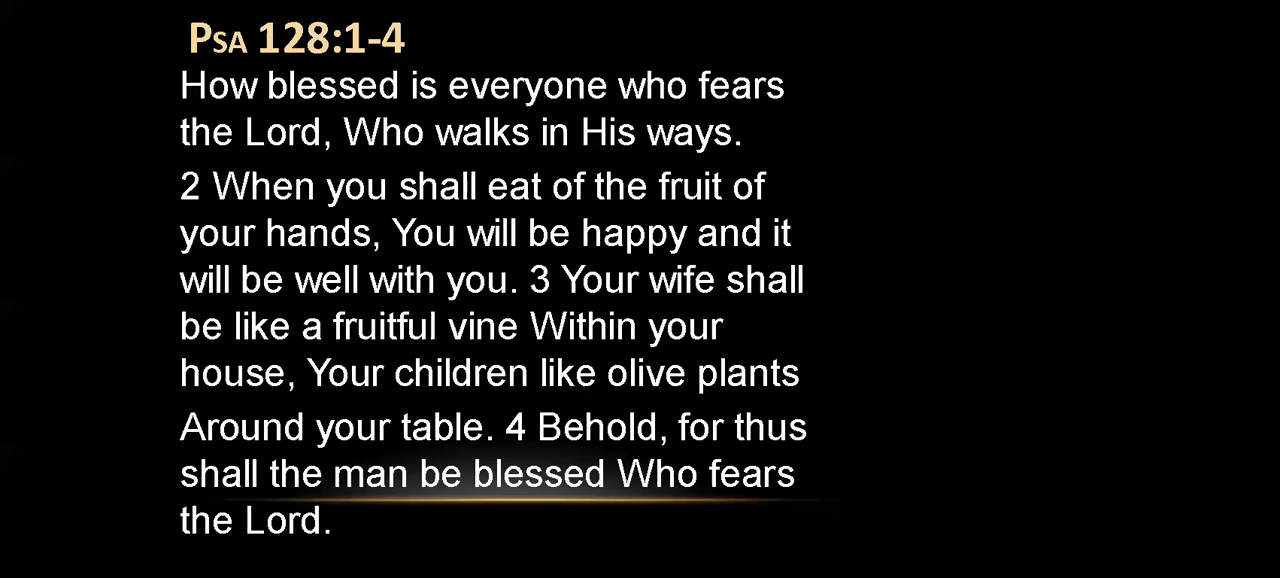 PSA 128:1-4
How blessed is everyone who fears
the Lord, Who walks in His ways.
2 When you shall eat of the fruit of
your hands, You will be happy and it
will be well with you. 3 Your wife shall
be like a fruitful vine Within your
house, Your children like olive plants
Around your table. 4 Behold, for thus
shall the man be blessed Who fears
the Lord.